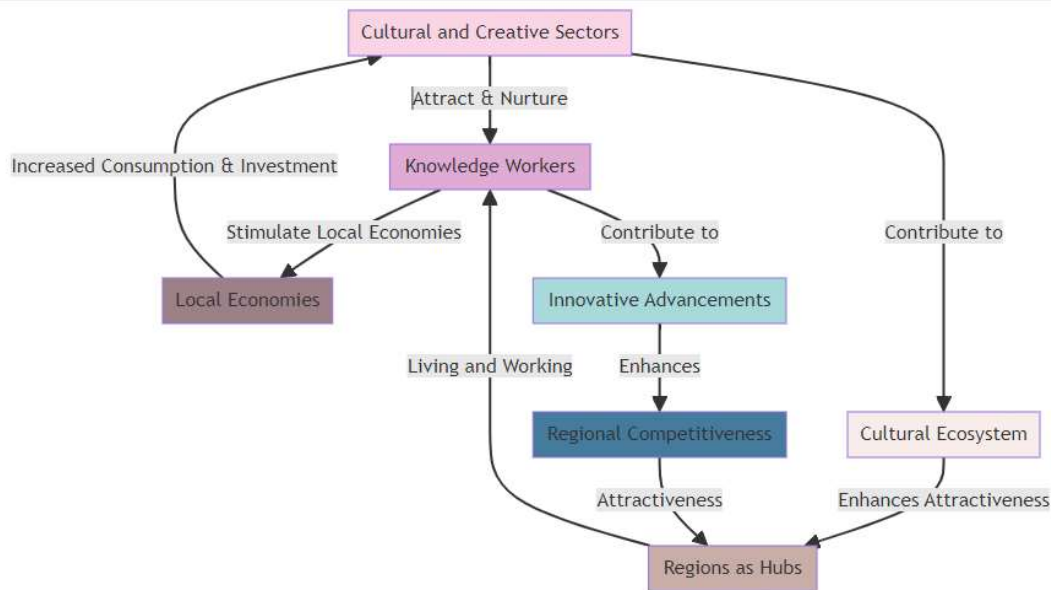 Cultural and Creative Sectors
Attract & Nurture
Knowledge Workers
Increased Consumption & Investment
Stimulate Local Economies
Contribute to
Contribute to
Local Economies
Innovative Advancements
Living and Working
Enhances
Regional Competitiveness
Cultural Ecosystem
Attractiveness
Enhances Attractiveness
Regions as Hubs